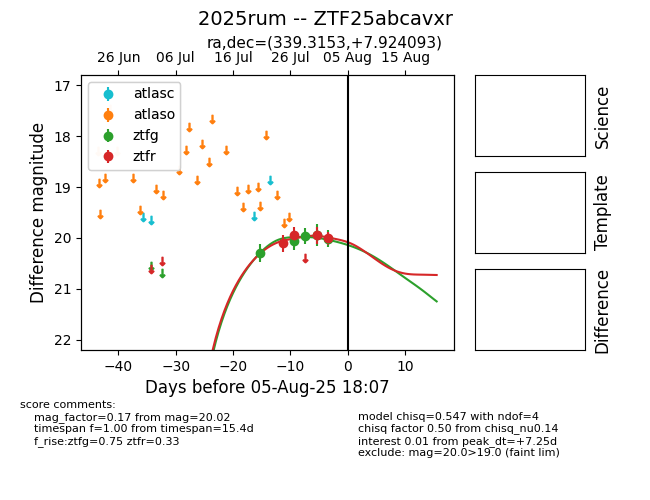 2025rum -- ZTF25abcavxr
ra,dec=(339.3153,+7.924093)
26 Jun 06 Jul 16 Jul 26 Jul 05 Aug 15 Aug
atlasc
atlaso
ztfg
ztfr
17
18
19
20
21
22
Difference magnitude
−40 −30 −20 −10 0 10
Days before 05-Aug-25 18:07
Science
Template
Difference
score comments:
mag_factor=0.17 from mag=20.02
timespan f=1.00 from timespan=15.4d
f_rise:ztfg=0.75 ztfr=0.33
model chisq=0.547 with ndof=4
chisq factor 0.50 from chisq_nu0.14
interest 0.01 from peak_dt=+7.25d
exclude: mag=20.0>19.0 (faint lim)